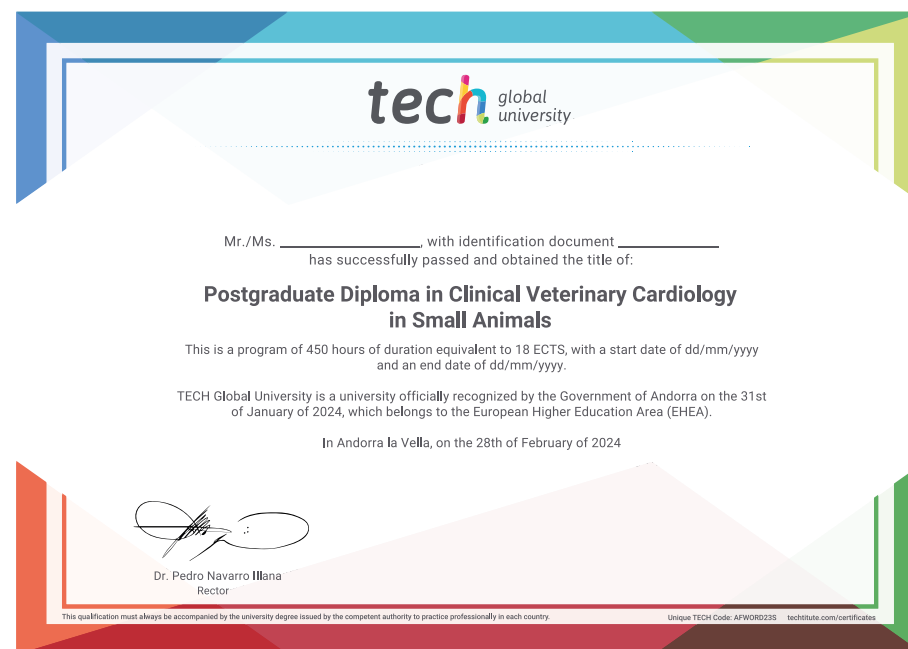 tech global university
Mr./Ms. ____________________, with identification document ______________
has successfully passed and obtained the title of:
Postgraduate Diploma in Clinical Veterinary Cardiology
in Small Animals
This is a program of 450 hours of duration equivalent to 18 ECTS, with a start date of dd/mm/yyyy
and an end date of dd/mm/yyyy.
TECH Global University is a university officially recognized by the Government of Andorra on the 31st
of January of 2024, which belongs to the European Higher Education Area (EHEA).
In Andorra la Vella, on the 28th of February of 2024
Dr. Pedro Navarro Illana
Rector
This qualification must always be accompanied by the university degree issued by the competent authority to practice professionally in each country.
Unique TECH Code: AFWORD23S techtitute.com/certificates